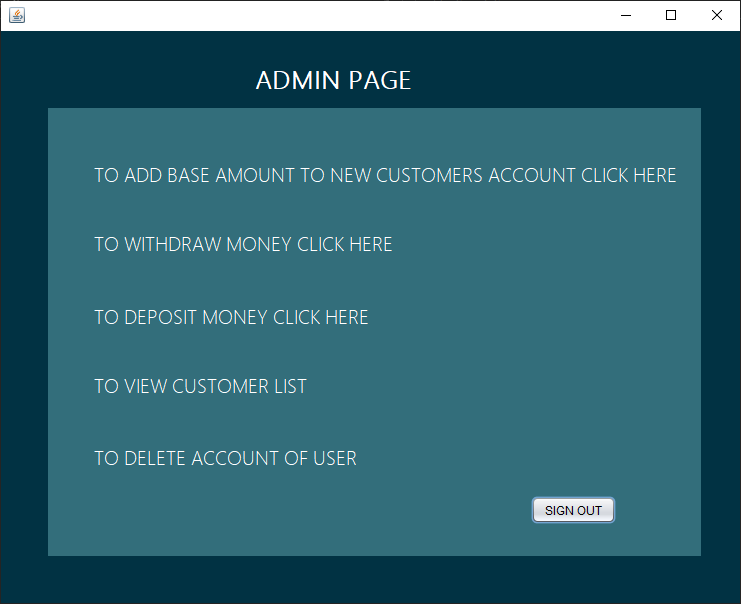 ADMIN PAGE
TO ADD BASE AMOUNT TO NEW CUSTOMERS ACCOUNT CLICK HERE
TO WITHDRAW MONEY CLICK HERE
TO DEPOSIT MONEY CLICK HERE
TO VIEW CUSTOMER LIST
TO DELETE ACCOUNT OF USER
SIGN OUT